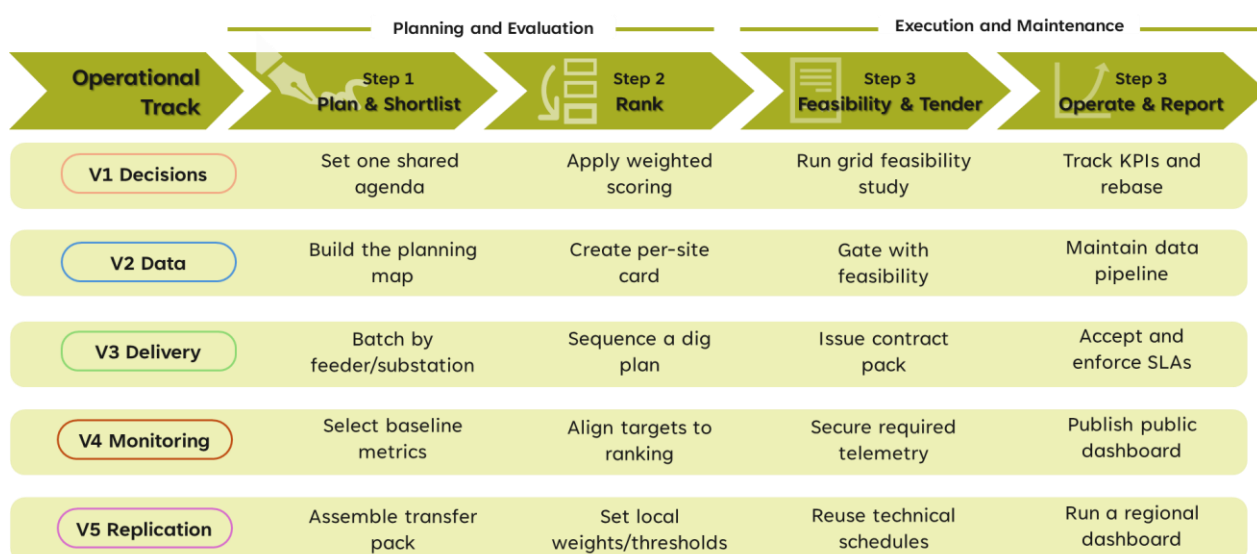 Planning and Evaluation
Execution and Maintenance
Operational
Track
Step 1
Plan & Shortlist
Step 2
Rank
Step 3
Feasibility & Tender
Step 3
Operate & Report
V1 Decisions
Set one shared
agenda
Apply weighted
scoring
Run grid feasibility
study
Track KPIs and
rebase
V2 Data
Build the planning
map
Create per-site
card
Gate with
feasibility
Maintain data
pipeline
V3 Delivery
Batch by
feeder/substation
Sequence a dig
plan
Issue contract
pack
Accept and
enforce SLAs
V4 Monitoring
Select baseline
metrics
Align targets to
ranking
Secure required
telemetry
Publish public
dashboard
V5 Replication
Assemble transfer
pack
Set local
weights/thresholds
Reuse technical
schedules
Run a regional
dashboard